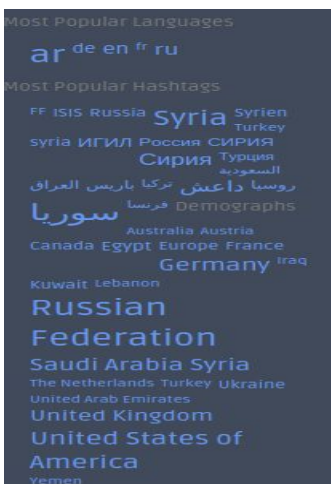 Most Popular Languages
ar de en fr ru
Most Popular Hashtags
FF ISIS Russia Syria Syrien
Turkey
syria ИГИЛ Россия СИРИЯ
Сирия Турция
السعودية
روسيا داعش تركيا باريس العراق
سوريا فرنسا Demographs
Australia Austria
Canada Egypt Europe France
Germany Iraq
Kuwait Lebanon
Russian
Federation
Saudi Arabia Syria
The Netherlands Turkey Ukraine
United Arab Emirates
United Kingdom
United States of
America
Yemen